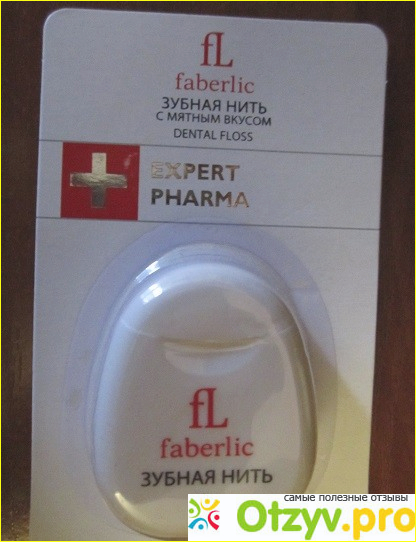 fL
faberlic
ЗУБНАЯ НИТЬ
С МЯТНЫМ ВКУСОМ
DENTAL FLOSS
EXPERT
PHARMA
fL
faberlic
ЗУБНАЯ НИТЬ
самые полезные отзывы
Otzyv.pro